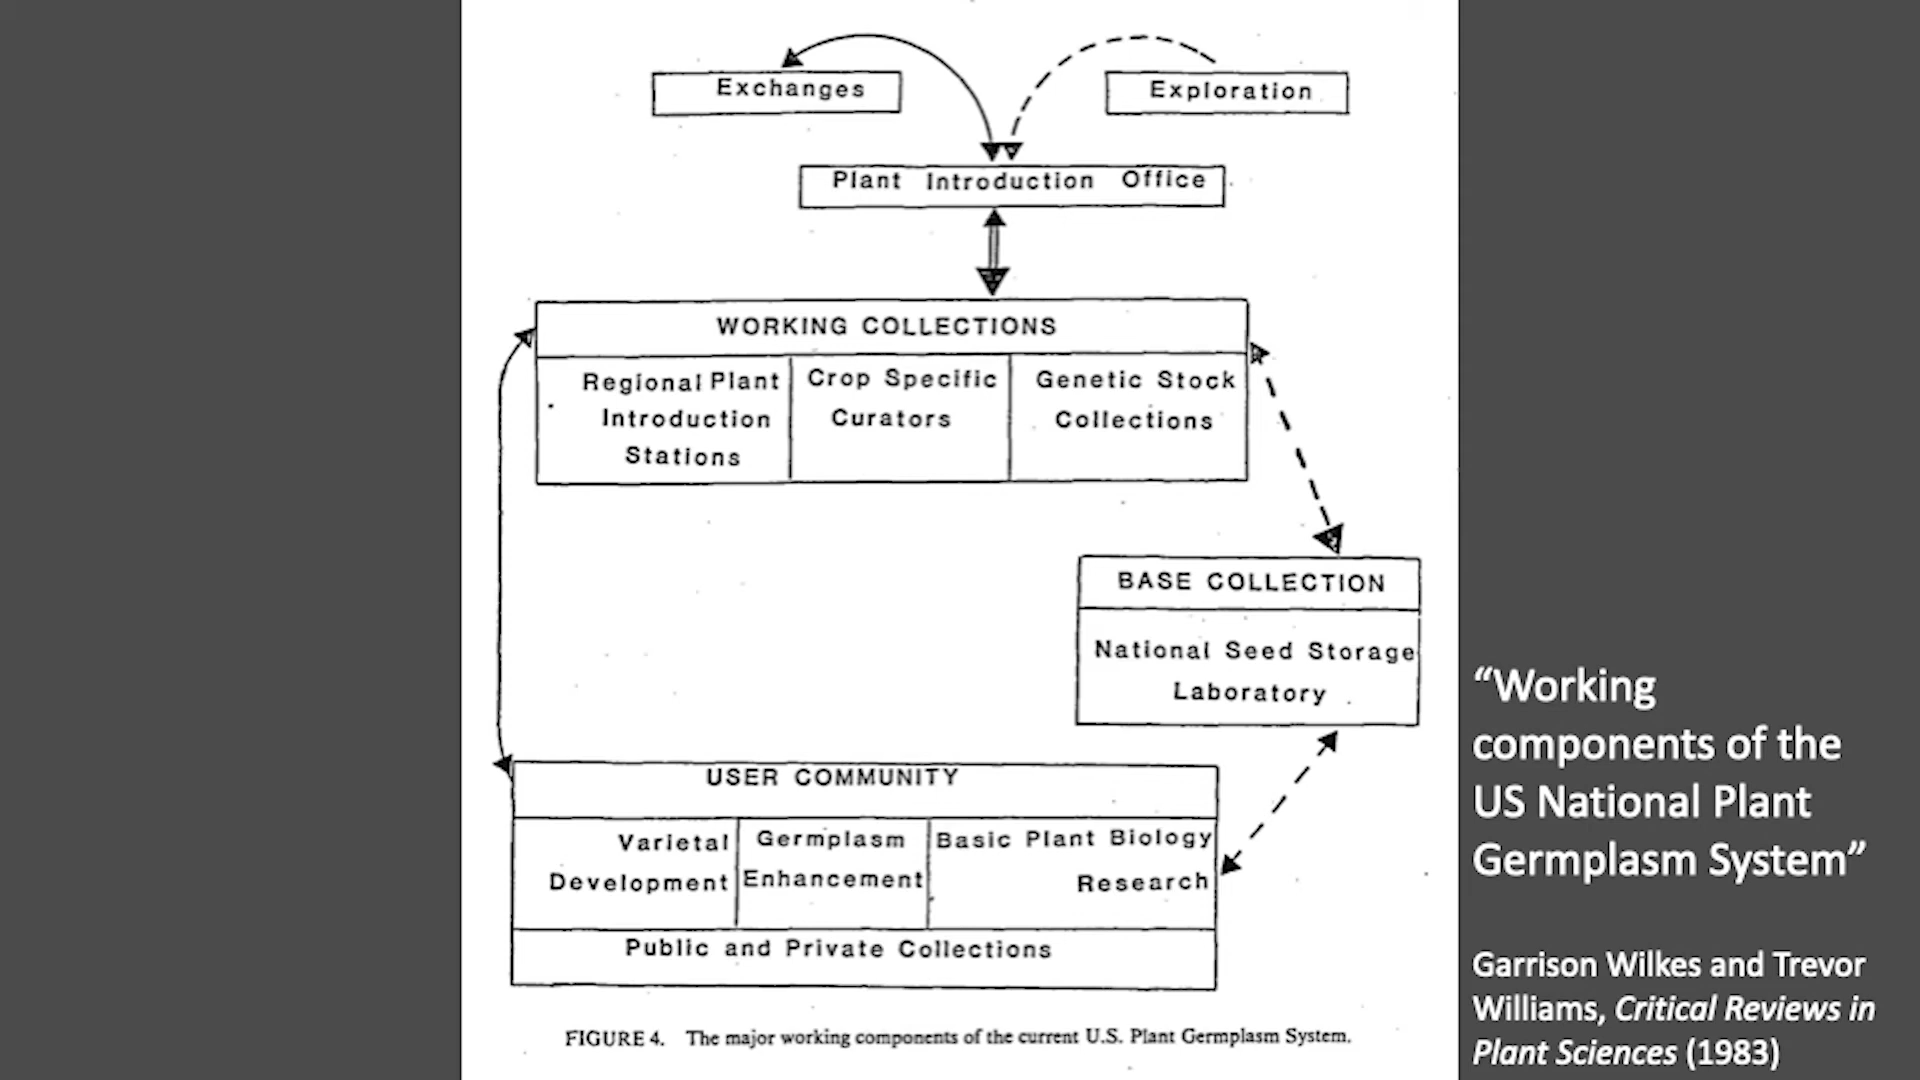 Exchanges
Exploration
Plant Introduction Office
WORKING COLLECTIONS
Regional Plant
Introduction
Stations
Crop Specific
Curators
Genetic Stock
Collections
BASE COLLECTION
National Seed Storage
Laboratory
USER COMMUNITY
Varietal
Development
Germplasm
Enhancement
Basic Plant Biology
Research
Public and Private Collections
FIGURE 4. The major working components of the current U.S. Plant Germplasm System.
“Working
components of the
US National Plant
Germplasm System”
Garrison Wilkes and Trevor
Williams, Critical Reviews in
Plant Sciences (1983)